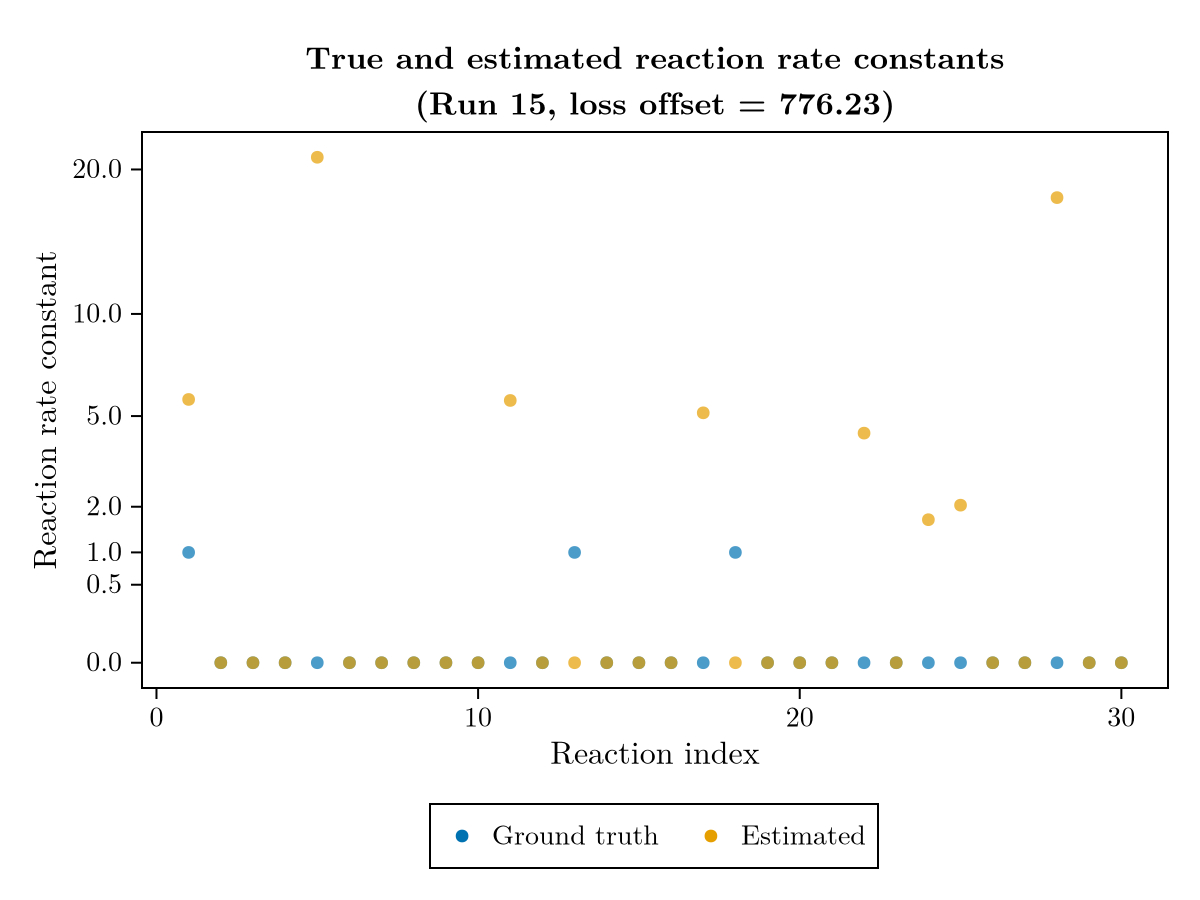 True and estimated reaction rate constants
(Run 15, loss offset = 776.23)
Reaction rate constant
20.0
10.0
5.0
2.0
1.0
0.5
0.0
0 10 20 30
Reaction index
Ground truth Estimated